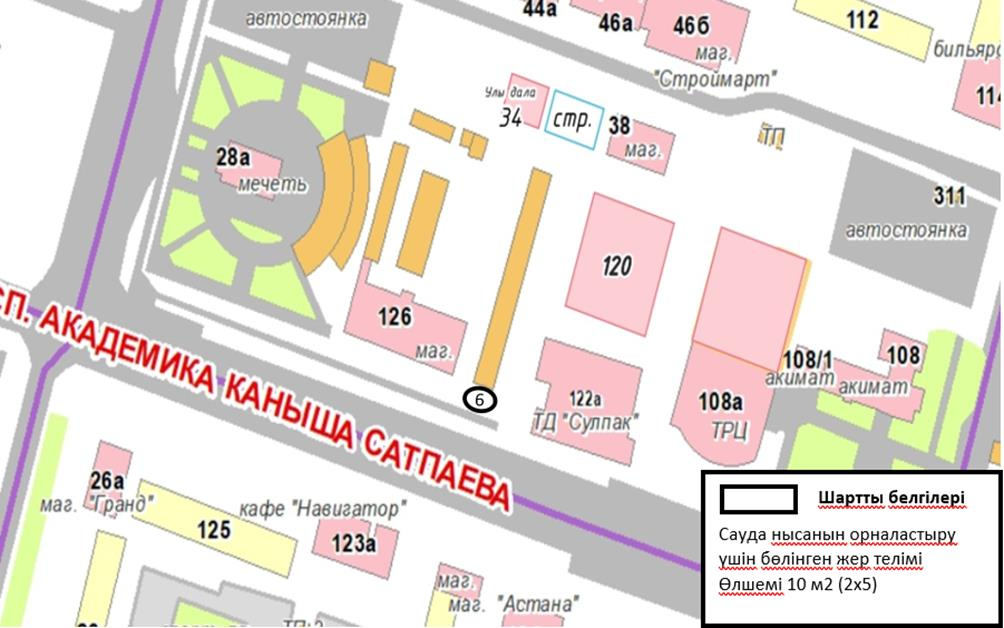 автостоянка
44а
46а
46б
маг.
"Строймарт"
112
бильярд
114
Улы дала
34
стр.
38
маг.
ТП
28а
мечеть
311
автостоянка
120
126
маг.
108/1
акимат
108
акимат
6
122а
ТД "Сулпак"
108а
ТРЦ
СП. АКАДЕМИКА КАНЫША САТПАЕВА
26а
маг. "Гранд"
125
кафе "Навигатор"
123а
маг.
маг. "Астана"
Шартты белгілері
Сауда нысанын орналастыру
үшін бөлінген жер телімі
Өлшемі 10 м2 (2х5)